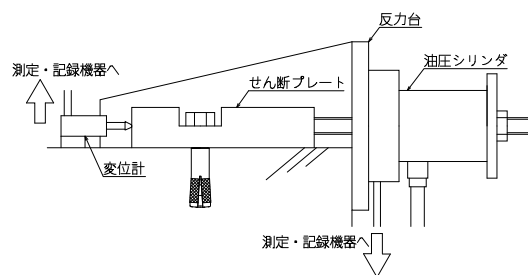 反力台
油圧シリンダ
測定・記録機器へ
せん断プレート
変位計
測定・記録機器へ